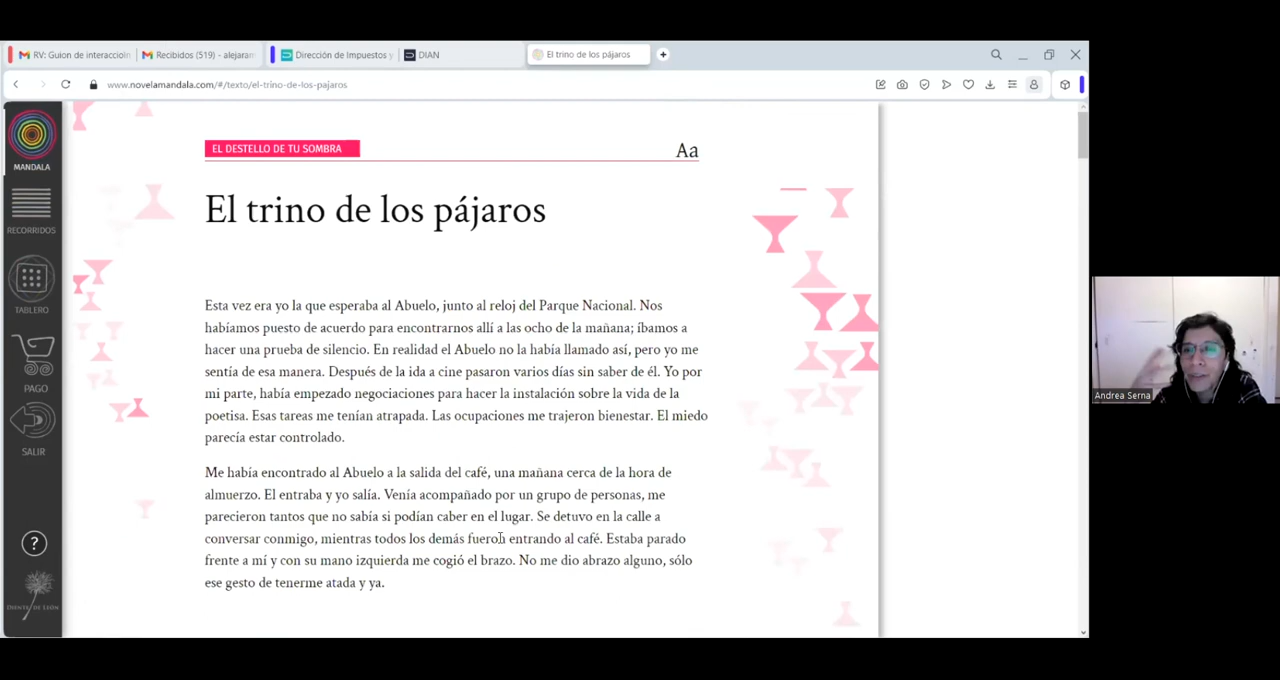 RV: Guion de interacción
Recibidos (519) - alejaram
Dirección de Impuestos y
DIAN
El trino de los pájaros
www.novelamandala.com/#/texto/el-trino-de-los-pajaros
MANDALA
RECORRIDOS
TABLERO
PAGO
SALIR
?
DIENTE DE LEÓN
EL DESTELLO DE TU SOMBRA
Aa
El trino de los pájaros
Esta vez era yo la que esperaba al Abuelo, junto al reloj del Parque Nacional. Nos
habíamos puesto de acuerdo para encontrarnos allí a las ocho de la mañana; íbamos a
hacer una prueba de silencio. En realidad el Abuelo no la había llamado así, pero yo me
sentía de esa manera. Después de la ida a cine pasaron varios días sin saber de él. Yo por
mi parte, había empezado negociaciones para hacer la instalación sobre la vida de la
poetisa. Esas tareas me tenían atrapada. Las ocupaciones me trajeron bienestar. El miedo
parecía estar controlado.
Me había encontrado al Abuelo a la salida del café, una mañana cerca de la hora de
almuerzo. El entraba y yo salía. Venía acompañado por un grupo de personas, me
parecieron tantos que no sabía si podían caber en el lugar. Se detuvo en la calle a
conversar conmigo, mientras todos los demás fueron entrando al café. Estaba parado
frente a mí y con su mano izquierda me cogió el brazo. No me dio abrazo alguno, sólo
ese gesto de tenerme atada y ya.
Andrea Serna